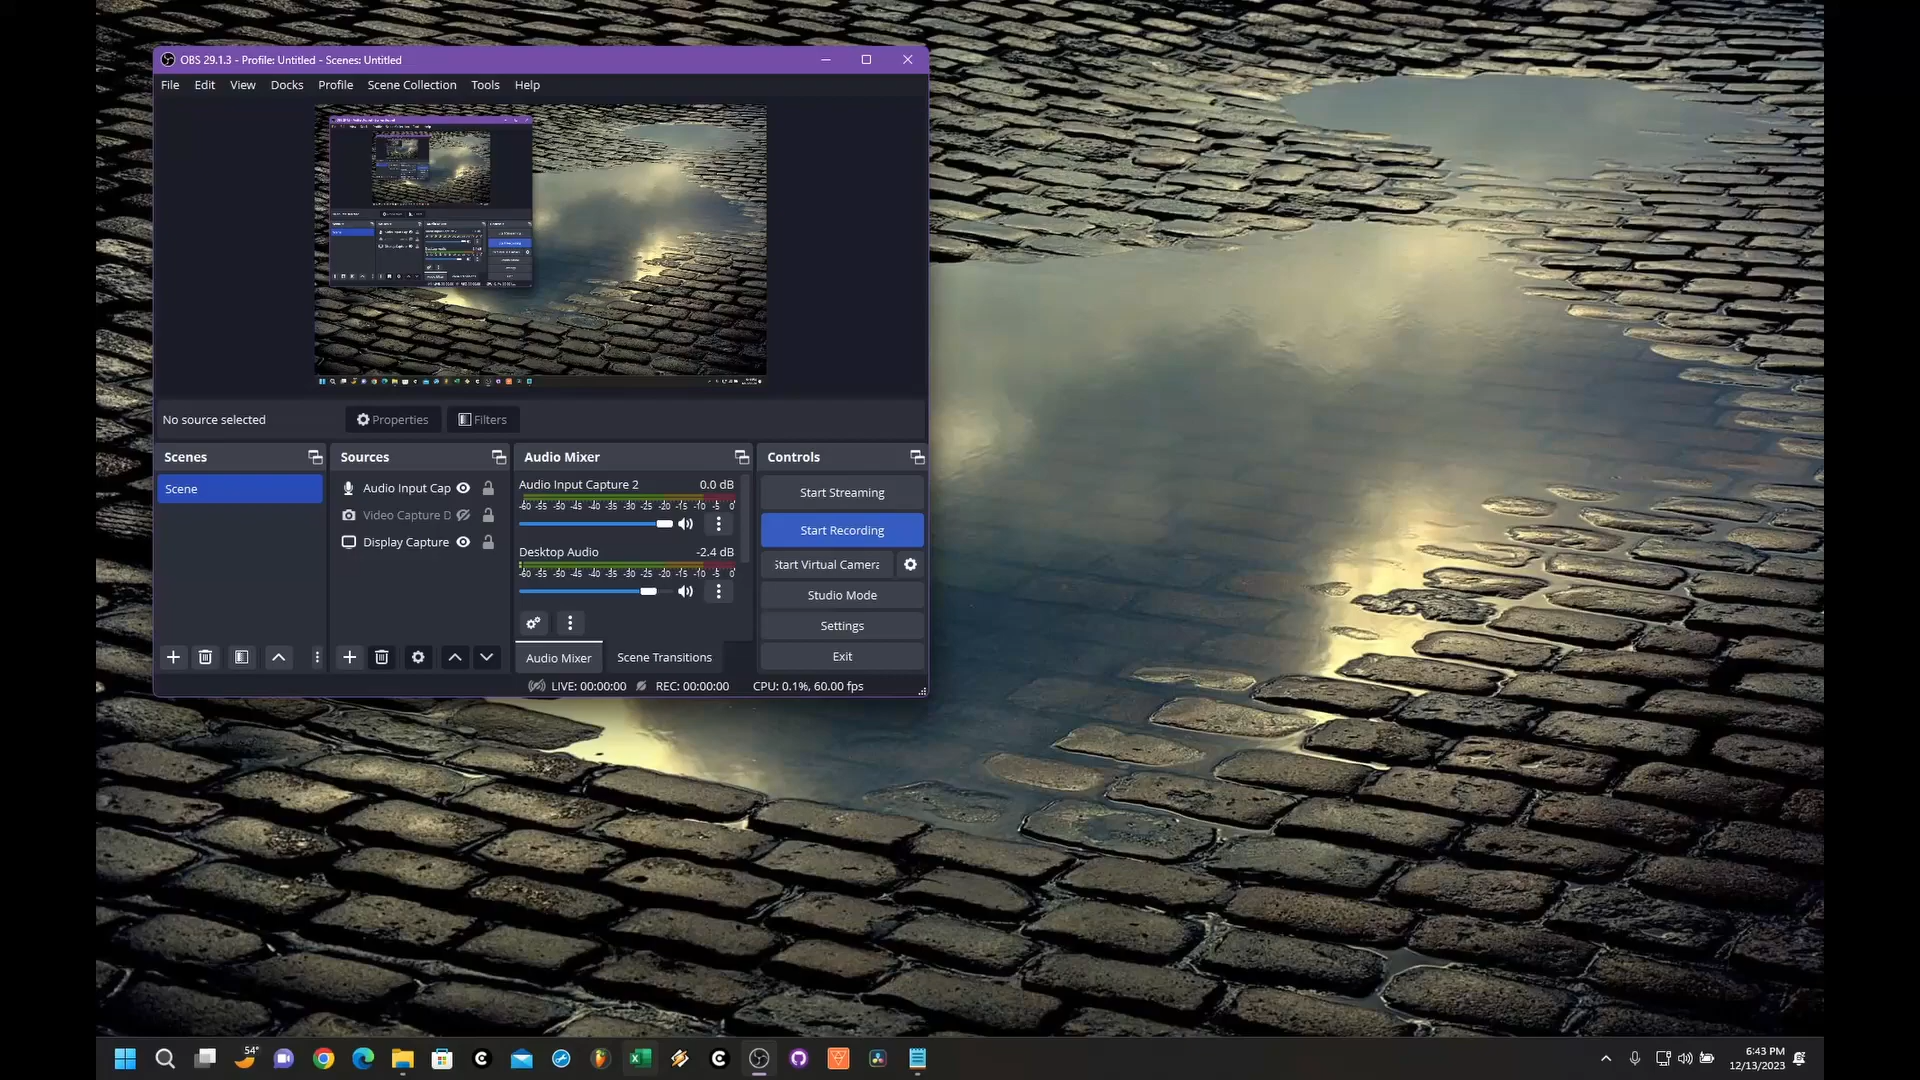 OBS 29.1.3 - Profile: Untitled - Scenes: Untitled
File Edit View Docks Profile Scene Collection Tools Help
No source selected Properties Filters
Scenes Sources Audio Mixer Controls
Scene
Audio Input Cap
Video Capture D
Display Capture
Audio Input Capture 2 0.0 dB
-60 -55 -50 -45 -40 -35 -30 -25 -20 -15 -10 -5 0
Desktop Audio -2.4 dB
-60 -55 -50 -45 -40 -35 -30 -25 -20 -15 -10 -5 0
Start Streaming
Start Recording
Start Virtual Camera
Studio Mode
Settings
Exit
Audio Mixer Scene Transitions
LIVE: 00:00:00 REC: 00:00:00 CPU: 0.1%, 60.00 fps
54°
6:43 PM
12/13/2023